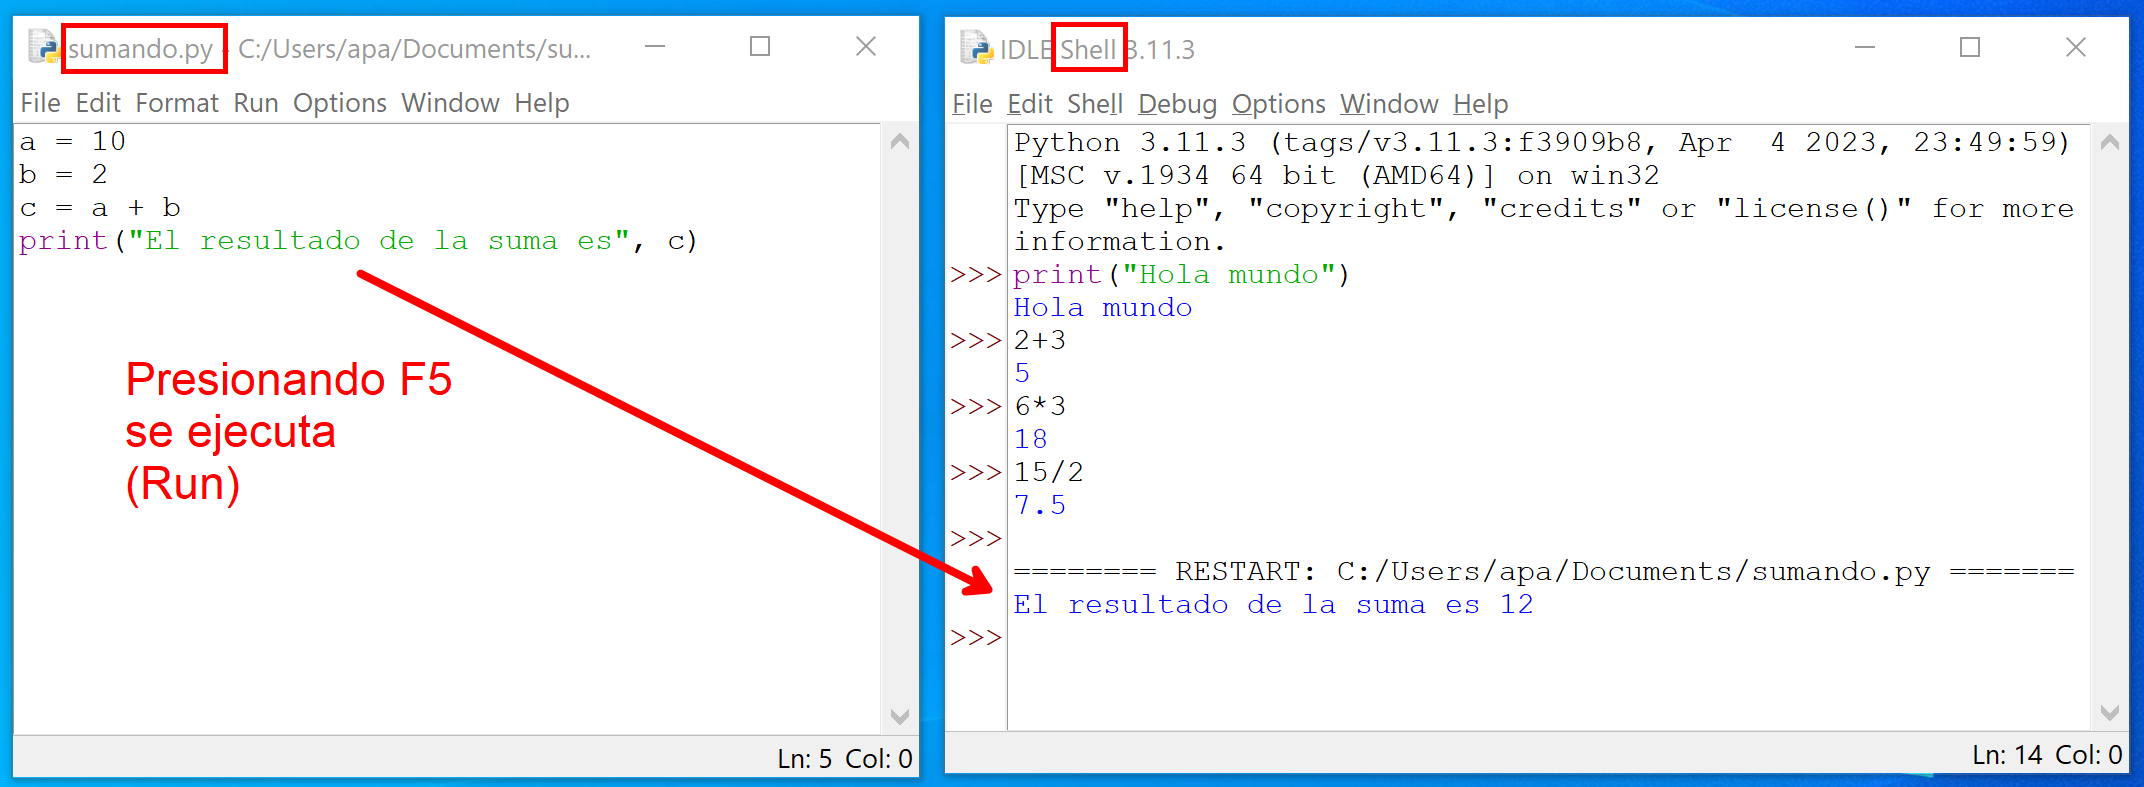 sumando.py - C:/Users/apa/Documents/su...
File Edit Format Run Options Window Help
a = 10
b = 2
c = a + b
print("El resultado de la suma es", c)
Presionando F5
se ejecuta
(Run)
Ln: 5 Col: 0
IDLE Shell 3.11.3
File Edit Shell Debug Options Window Help
Python 3.11.3 (tags/v3.11.3:f3909b8, Apr  4 2023, 23:49:59)
[MSC v.1934 64 bit (AMD64)] on win32
Type "help", "copyright", "credits" or "license()" for more
information.
>>> print("Hola mundo")
Hola mundo
>>> 2+3
5
>>> 6*3
18
>>> 15/2
7.5
>>>
======== RESTART: C:/Users/apa/Documents/sumando.py =======
El resultado de la suma es 12
>>>
Ln: 14 Col: 0